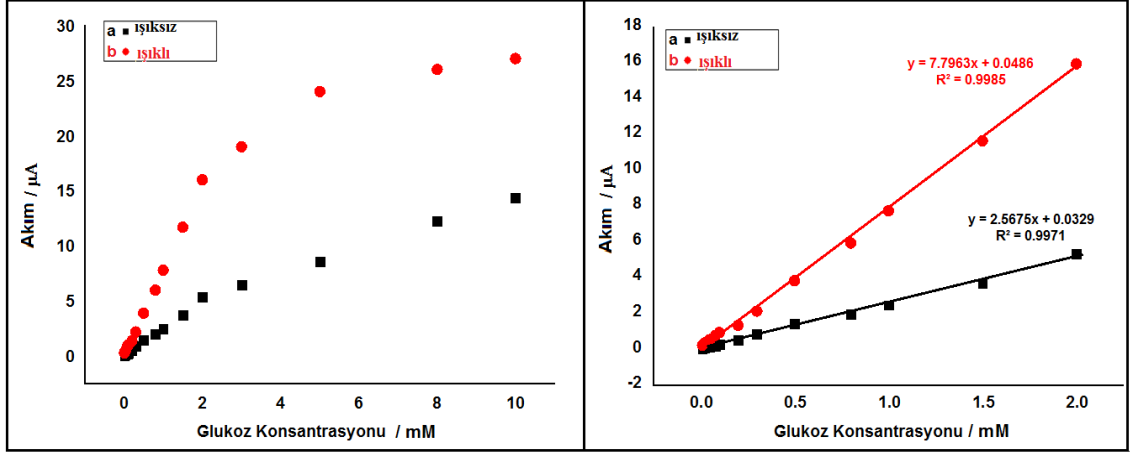 30
25
20
15
10
5
0
Akım / µA
a ışıksız
b ışıklı
0 2 4 6 8 10
Glukoz Konsantrasyonu / mM
18
16
14
12
10
8
6
4
2
0
-2
Akım / µA
a ışıksız
b ışıklı
y = 7.7963x + 0.0486
R² = 0.9985
y = 2.5675x + 0.0329
R² = 0.9971
0.0 0.5 1.0 1.5 2.0
Glukoz Konsantrasyonu / mM